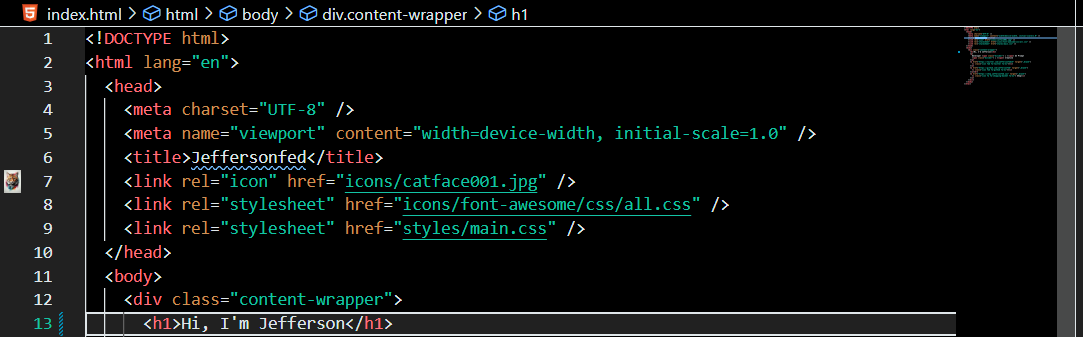 index.html > html > body > div.content-wrapper > h1
1 <!DOCTYPE html>
2 <html lang="en">
3 <head>
4 <meta charset="UTF-8" />
5 <meta name="viewport" content="width=device-width, initial-scale=1.0" />
6 <title>Jeffersonfed</title>
7 <link rel="icon" href="icons/catface001.jpg" />
8 <link rel="stylesheet" href="icons/font-awesome/css/all.css" />
9 <link rel="stylesheet" href="styles/main.css" />
10 </head>
11 <body>
12 <div class="content-wrapper">
13 <h1>Hi, I'm Jefferson</h1>